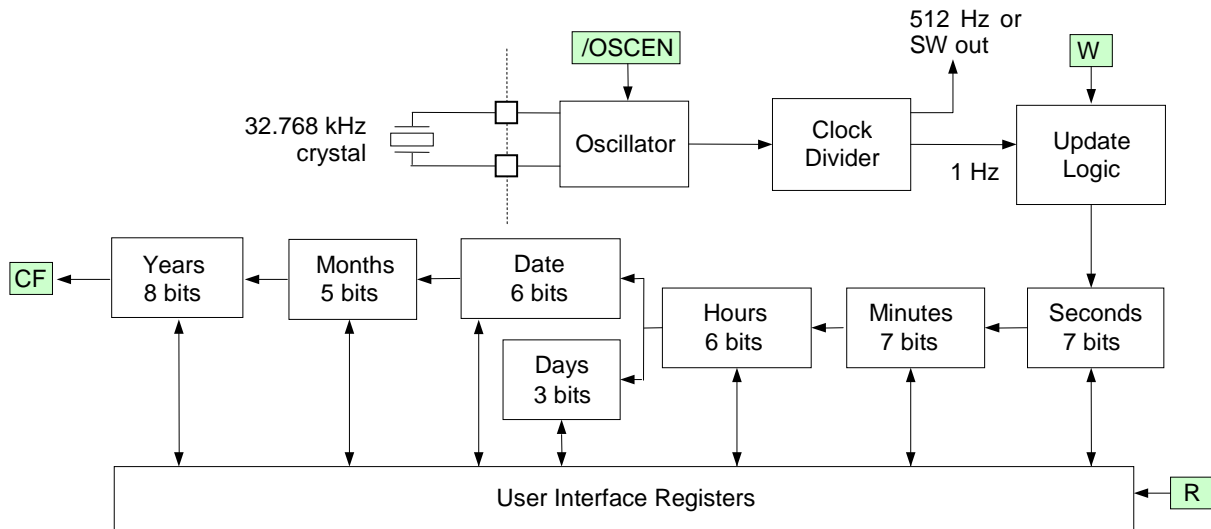 512 Hz or
SW out
/OSCEN
W
32.768 kHz
crystal
Oscillator
Clock
Divider
1 Hz
Update
Logic
CF
Years
8 bits
Months
5 bits
Date
6 bits
Days
3 bits
Hours
6 bits
Minutes
7 bits
Seconds
7 bits
User Interface Registers
R